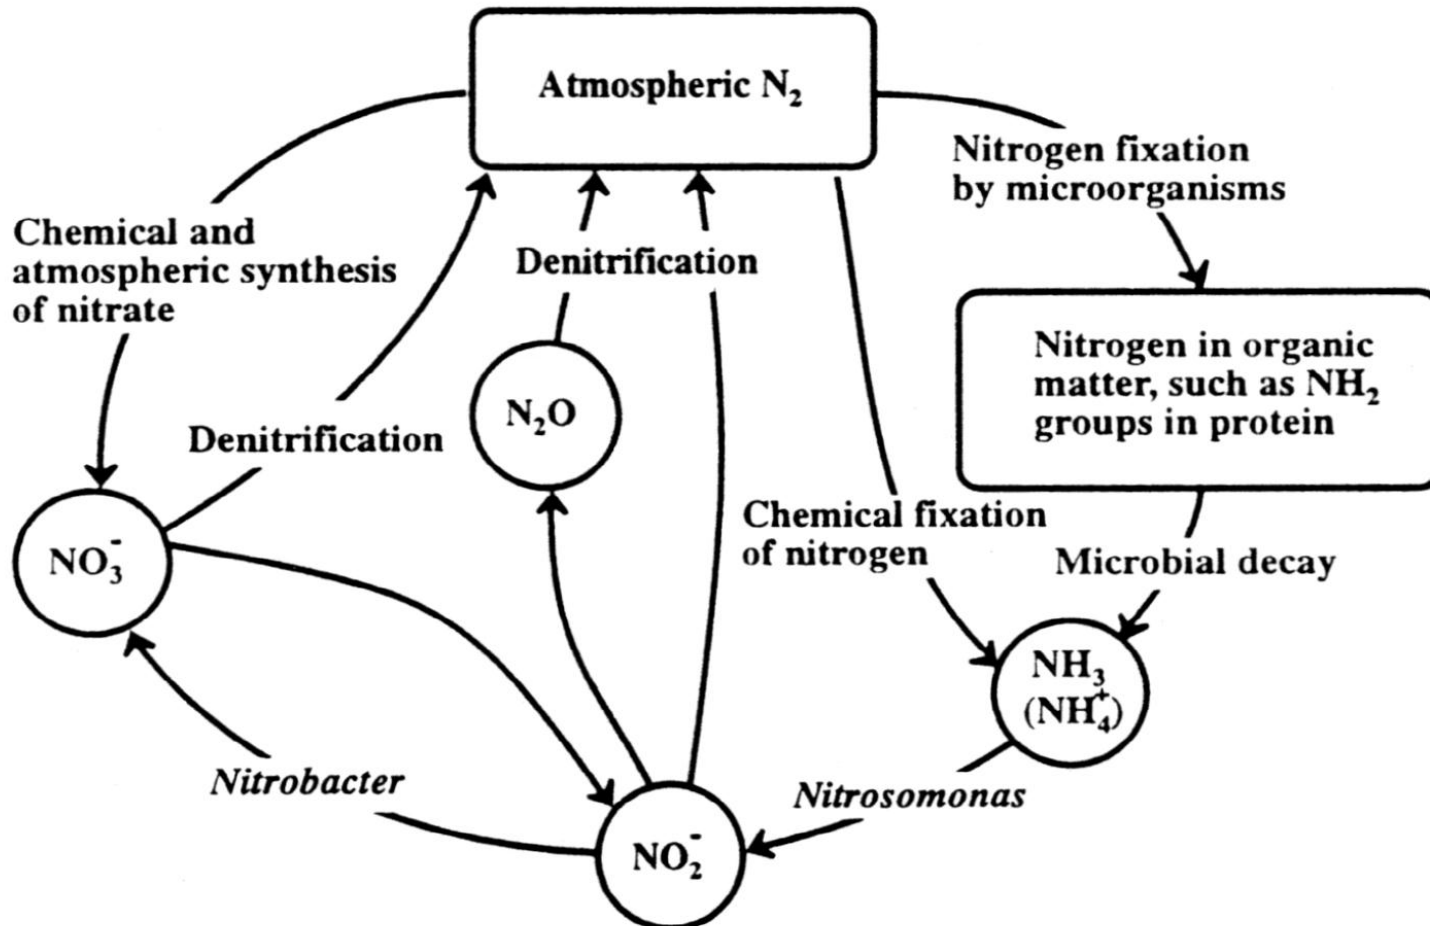 Atmospheric N₂
Nitrogen fixation
by microorganisms
Chemical and
atmospheric synthesis
of nitrate
Denitrification
Nitrogen in organic
matter, such as NH₂
groups in protein
N₂O
Denitrification
Chemical fixation
of nitrogen
Microbial decay
NO₃⁻
NH₃
(NH₄⁺)
Nitrobacter
Nitrosomonas
NO₂⁻